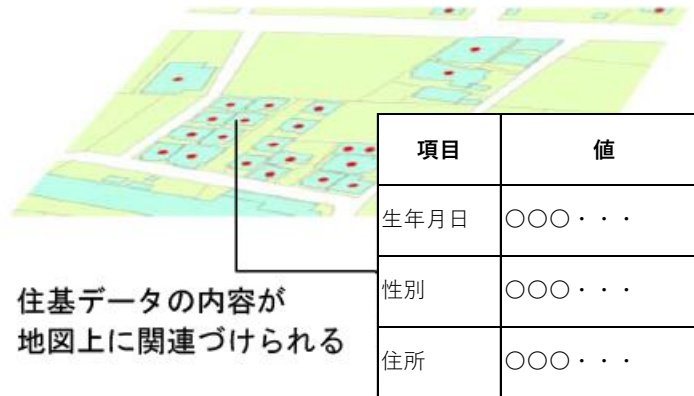 項目 値
生年月日 〇〇〇・・・
性別 〇〇〇・・・
住所 〇〇〇・・・
住基データの内容が
地図上に関連づけられる